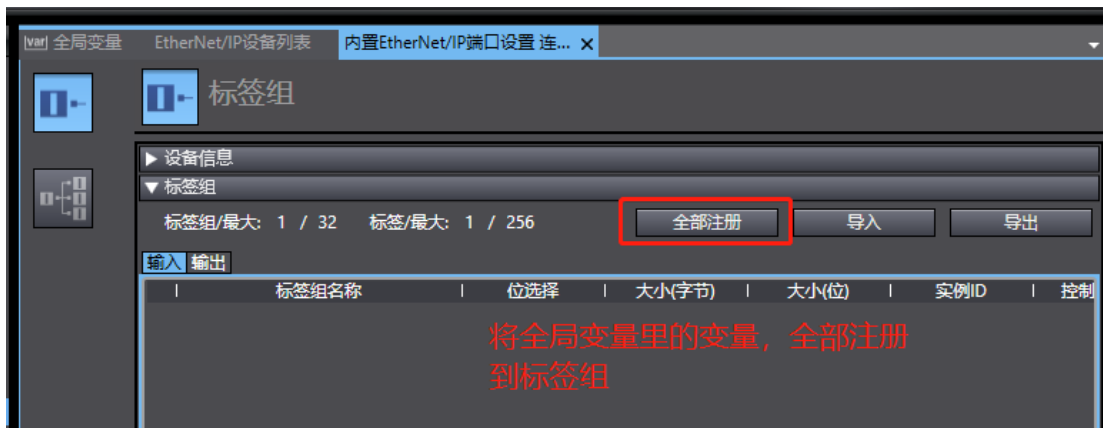 var 全局变量 EtherNet/IP设备列表 内置EtherNet/IP端口设置 连... x
标签组
设备信息
标签组
标签组/最大: 1 / 32 标签/最大: 1 / 256 全部注册 导入 导出
输入 输出
标签组名称 位选择 大小(字节) 大小(位) 实例ID 控制
将全局变量里的变量，全部注册
到标签组